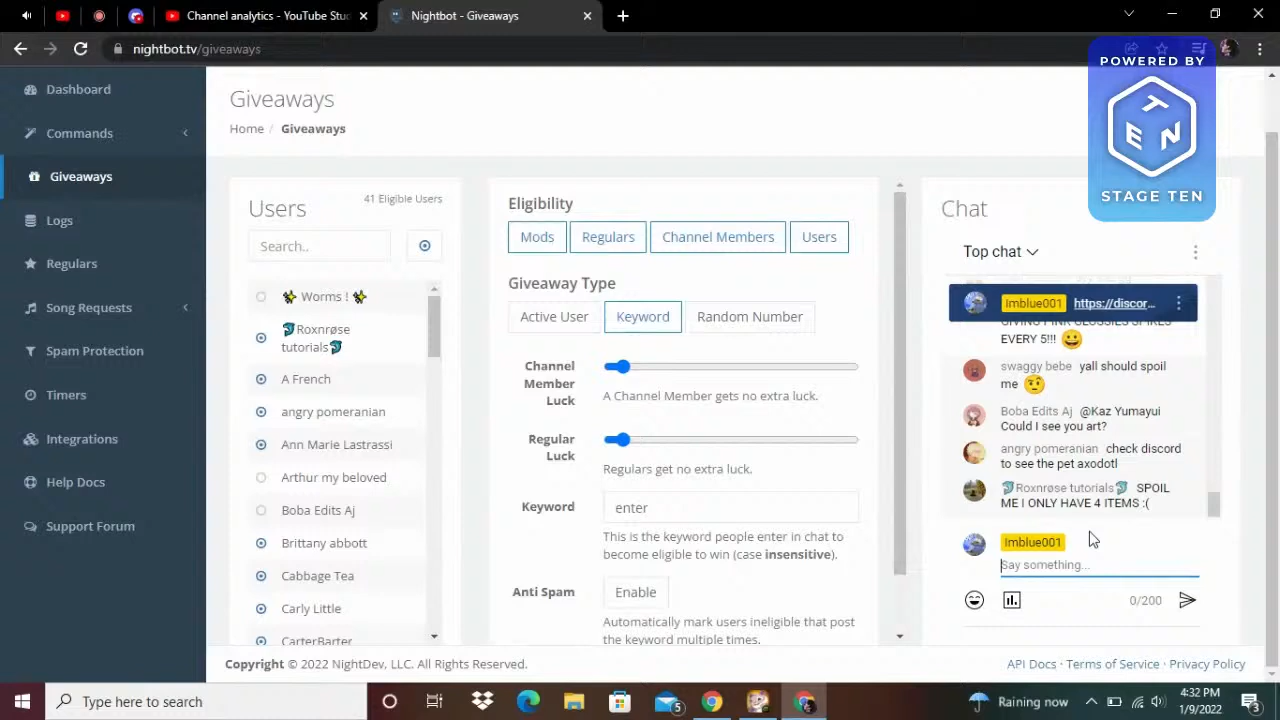 Channel analytics - YouTube Stu
Nightbot - Giveaways
nightbot.tv/giveaways
POWERED BY
TEN
STAGE TEN
Dashboard
Commands
Giveaways
Logs
Regulars
Song Requests
Spam Protection
Timers
Integrations
Help Docs
Support Forum
Giveaways
Home / Giveaways
Users
41 Eligible Users
Search..
✨ Worms ! ✨
Roxnrøse
tutorials
A French
angry pomeranian
Ann Marie Lastrassi
Arthur my beloved
Boba Edits Aj
Brittany abbott
Cabbage Tea
Carly Little
CarterBarter
Eligibility
Mods
Regulars
Channel Members
Users
Giveaway Type
Active User
Keyword
Random Number
Channel
Member
Luck
A Channel Member gets no extra luck.
Regular
Luck
Regulars get no extra luck.
Keyword
enter
This is the keyword people enter in chat to
become eligible to win (case insensitive).
Anti Spam
Enable
Automatically mark users ineligible that post
the keyword multiple times.
Chat
Top chat
Imblue001 https://discor...
GIVING PINK GLOSSIES SPIKES
EVERY 5!!! 😀
swaggy bebe yall should spoil
me 🤨
Boba Edits Aj @Kaz Yumayui
Could I see you art?
angry pomeranian check discord
to see the pet axodotl
Roxnrøse tutorials SPOIL
ME I ONLY HAVE 4 ITEMS :(
Imblue001
Say something...
0/200
Copyright © 2022 NightDev, LLC. All Rights Reserved.
API Docs · Terms of Service · Privacy Policy
Type here to search
5
Raining now
4:32 PM
1/9/2022
3